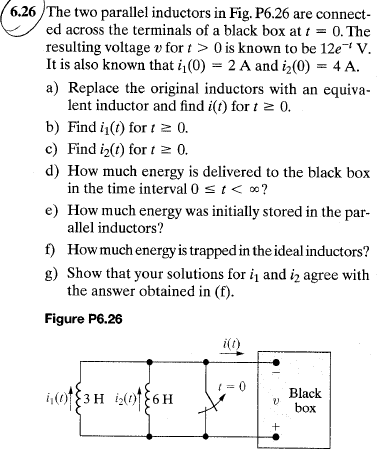 6.26 The two parallel inductors in Fig. P6.26 are connect-
ed across the terminals of a black box at t = 0. The
resulting voltage v for t > 0 is known to be 12e⁻ᵗ V.
It is also known that i₁(0) = 2 A and i₂(0) = 4 A.
a) Replace the original inductors with an equiva-
lent inductor and find i(t) for t ≥ 0.
b) Find i₁(t) for t ≥ 0.
c) Find i₂(t) for t ≥ 0.
d) How much energy is delivered to the black box
in the time interval 0 ≤ t < ∞?
e) How much energy was initially stored in the par-
allel inductors?
f) How much energy is trapped in the ideal inductors?
g) Show that your solutions for i₁ and i₂ agree with
the answer obtained in (f).
Figure P6.26
i(t)
i₁(t) 3 H i₂(t) 6 H
t = 0
−
v
+
Black
box